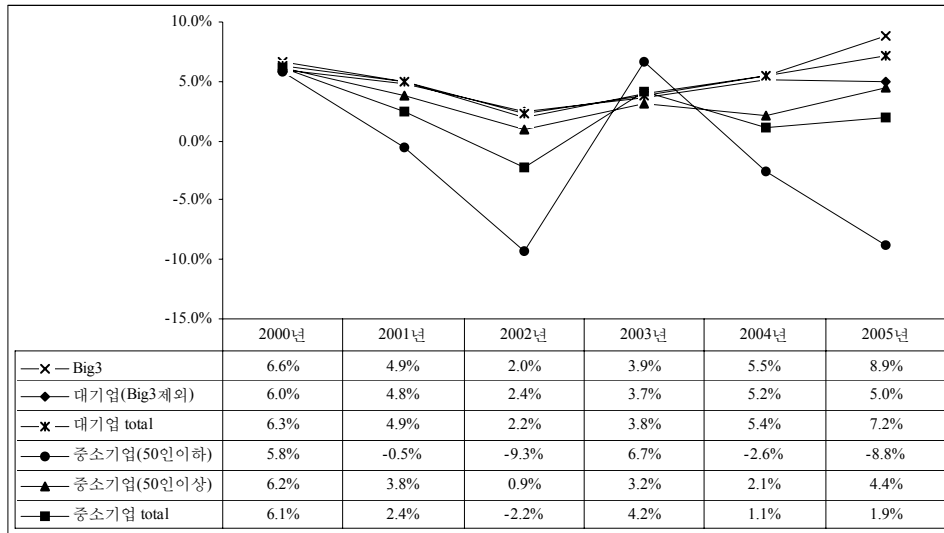 10.0%
5.0%
0.0%
-5.0%
-10.0%
-15.0%
2000년 2001년 2002년 2003년 2004년 2005년
Big3 6.6% 4.9% 2.0% 3.9% 5.5% 8.9%
대기업(Big3제외) 6.0% 4.8% 2.4% 3.7% 5.2% 5.0%
대기업 total 6.3% 4.9% 2.2% 3.8% 5.4% 7.2%
중소기업(50인이하) 5.8% -0.5% -9.3% 6.7% -2.6% -8.8%
중소기업(50인이상) 6.2% 3.8% 0.9% 3.2% 2.1% 4.4%
중소기업 total 6.1% 2.4% -2.2% 4.2% 1.1% 1.9%